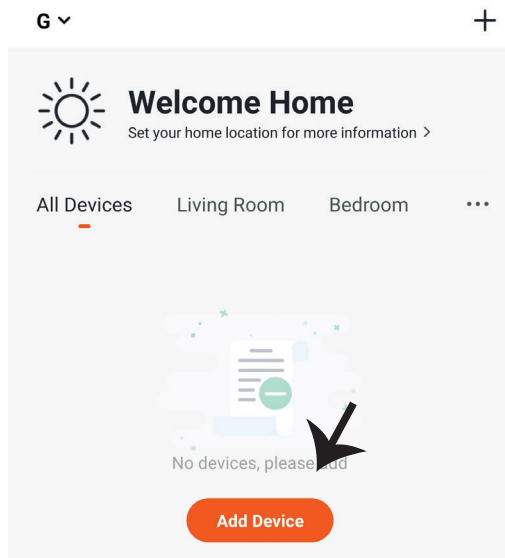 G
Welcome Home
Set your home location for more information >
All Devices Living Room Bedroom ...
No devices, please add
Add Device